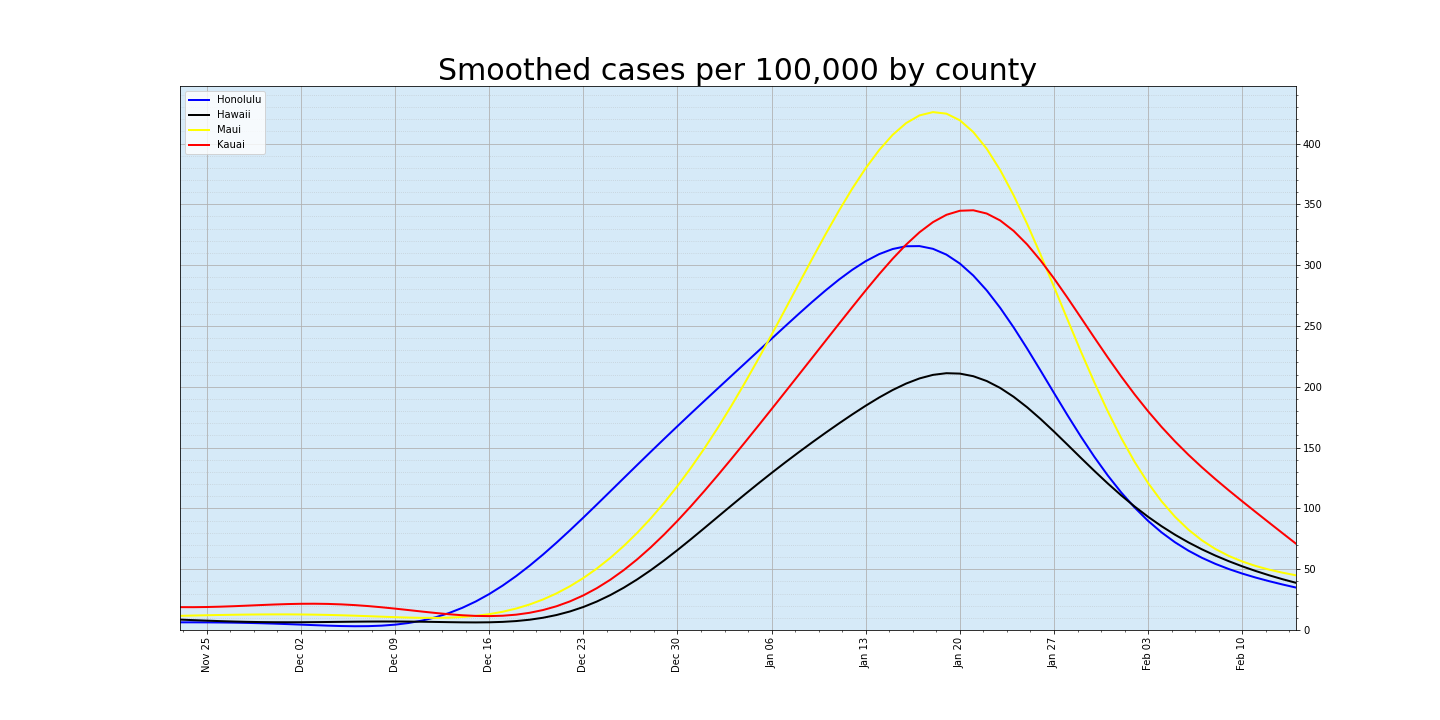 Smoothed cases per 100,000 by county
Honolulu
Hawaii
Maui
Kauai
400
350
300
250
200
150
100
50
0
Nov 25
Dec 02
Dec 09
Dec 16
Dec 23
Dec 30
Jan 06
Jan 13
Jan 20
Jan 27
Feb 03
Feb 10